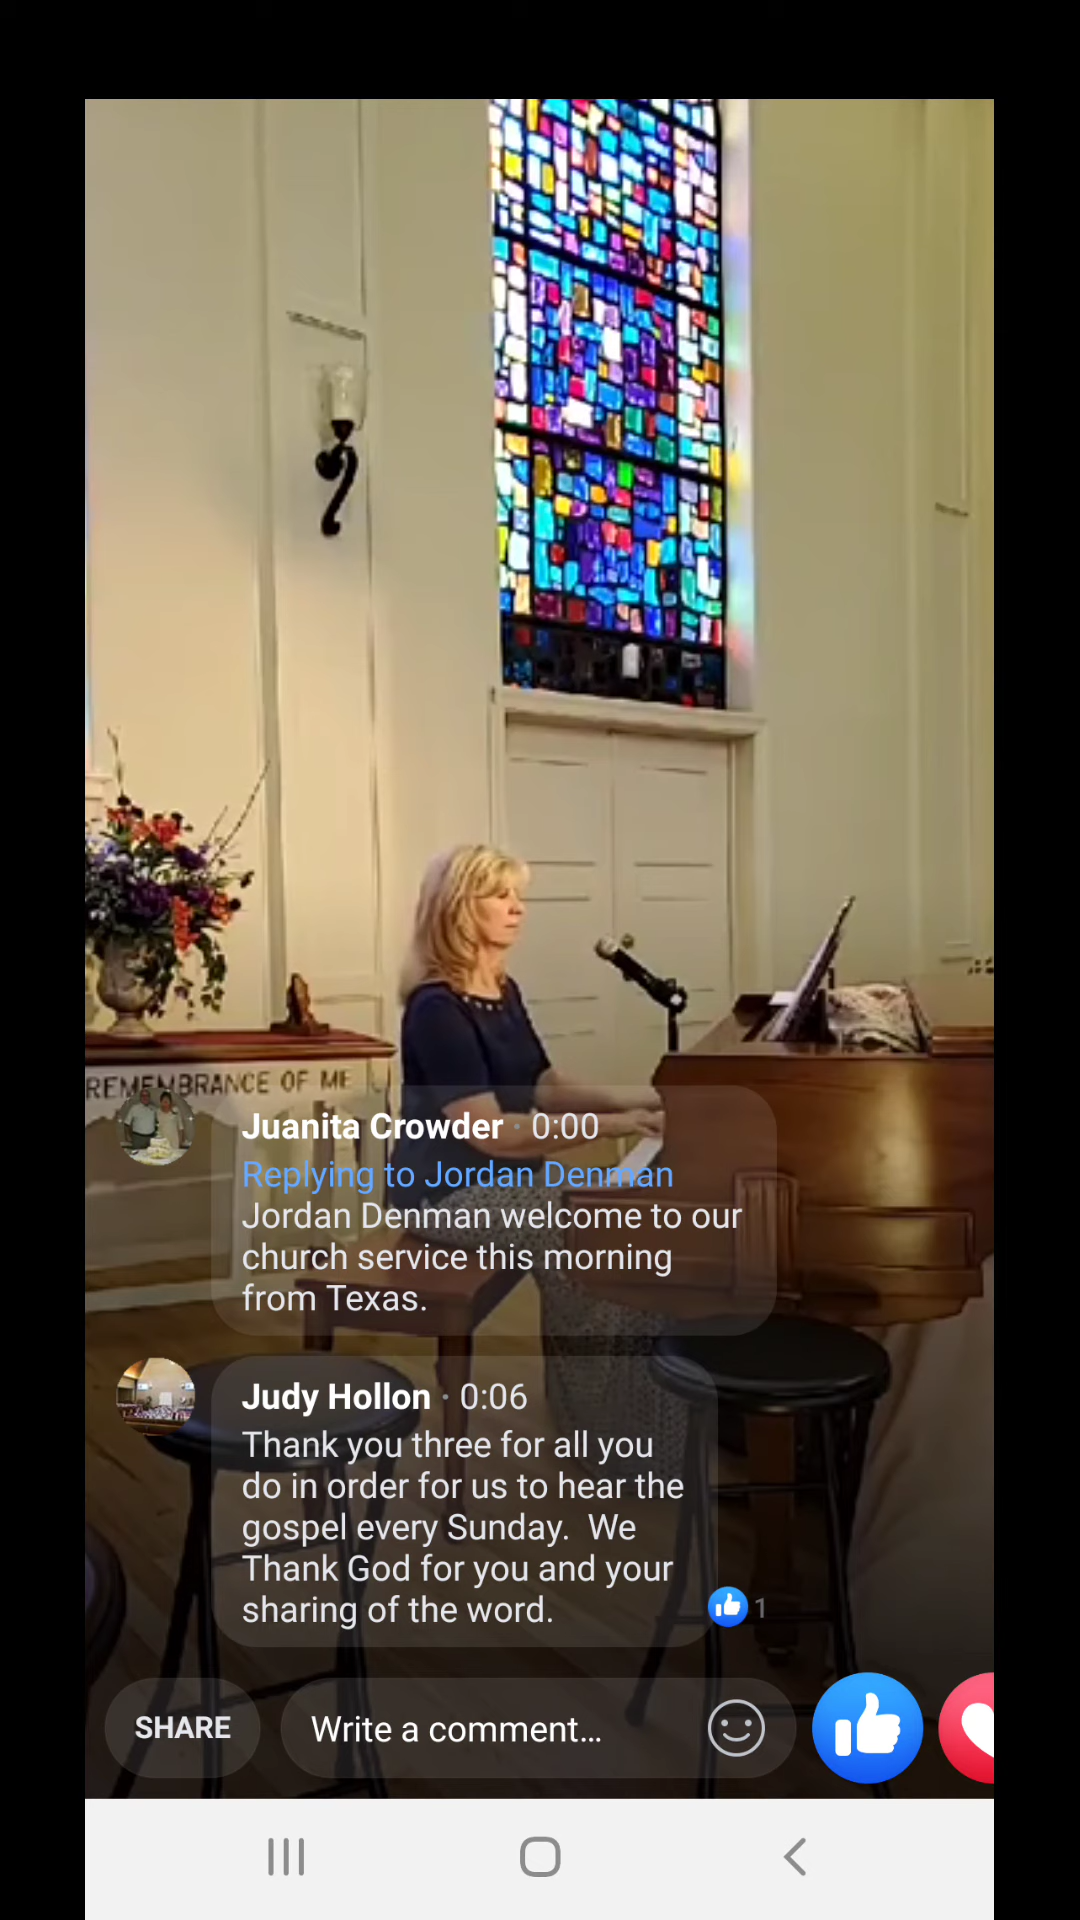 REMEMBRANCE OF ME
Juanita Crowder · 0:00
Replying to Jordan Denman
Jordan Denman welcome to our
church service this morning
from Texas.
Judy Hollon · 0:06
Thank you three for all you
do in order for us to hear the
gospel every Sunday.  We
Thank God for you and your
sharing of the word.
1
SHARE
Write a comment...